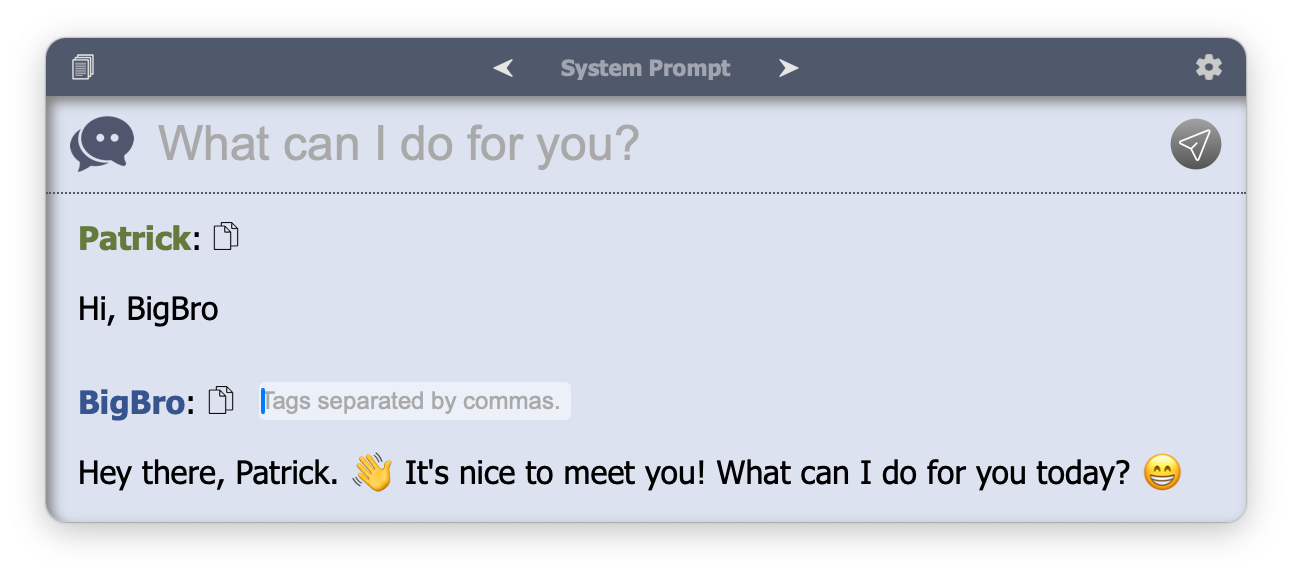 System Prompt
What can I do for you?
Patrick:
Hi, BigBro
BigBro: Tags separated by commas.
Hey there, Patrick. 👋 It's nice to meet you! What can I do for you today? 😁